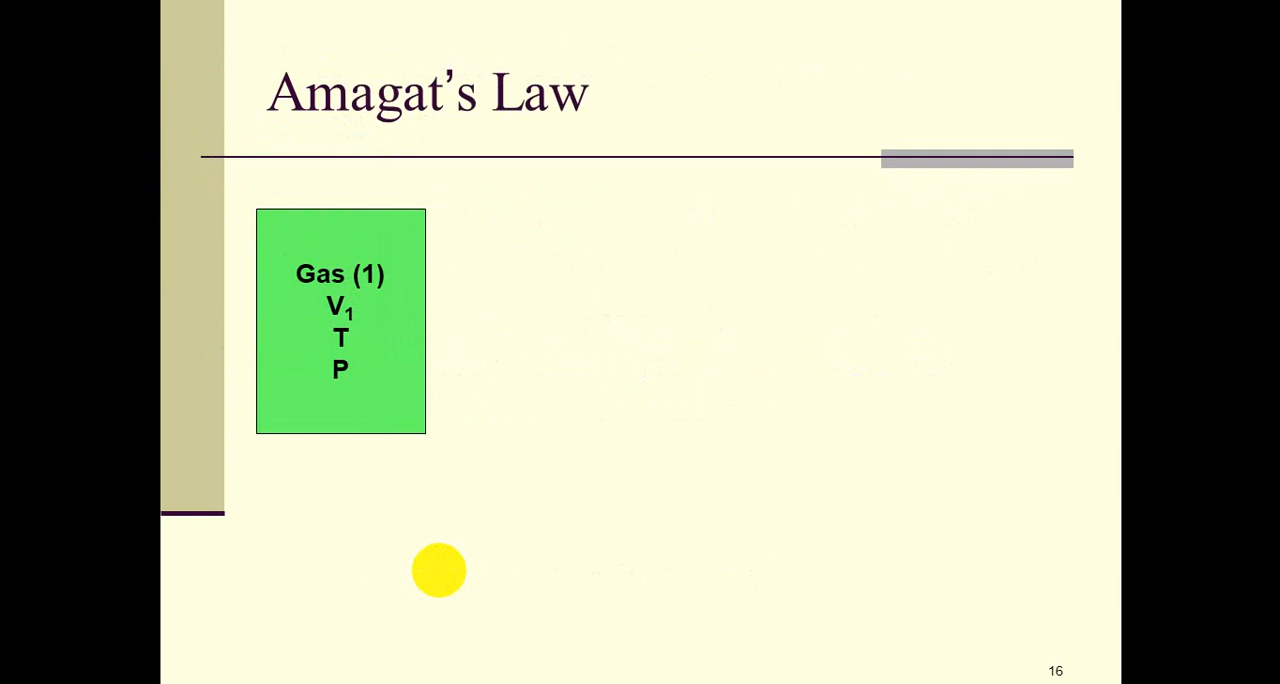 Amagat’s Law
Gas (1)
V₁
T
P
16